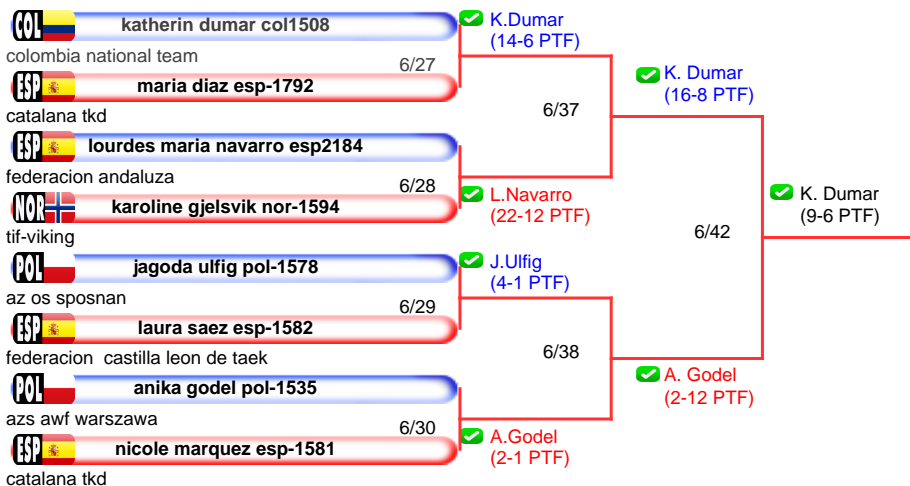 COL katherin dumar col1508
colombia national team
6/27
ESP maria diaz esp-1792
catalana tkd
ESP lourdes maria navarro esp2184
federacion andaluza
6/28
NOR karoline gjelsvik nor-1594
tif-viking
POL jagoda ulfig pol-1578
az os sposnan
6/29
ESP laura saez esp-1582
federacion castilla leon de taek
POL anika godel pol-1535
azs awf warszawa
6/30
ESP nicole marquez esp-1581
catalana tkd
K.Dumar
(14-6 PTF)
6/37
L.Navarro
(22-12 PTF)
J.Ulfig
(4-1 PTF)
6/38
A.Godel
(2-1 PTF)
K. Dumar
(16-8 PTF)
6/42
A. Godel
(2-12 PTF)
K. Dumar
(9-6 PTF)